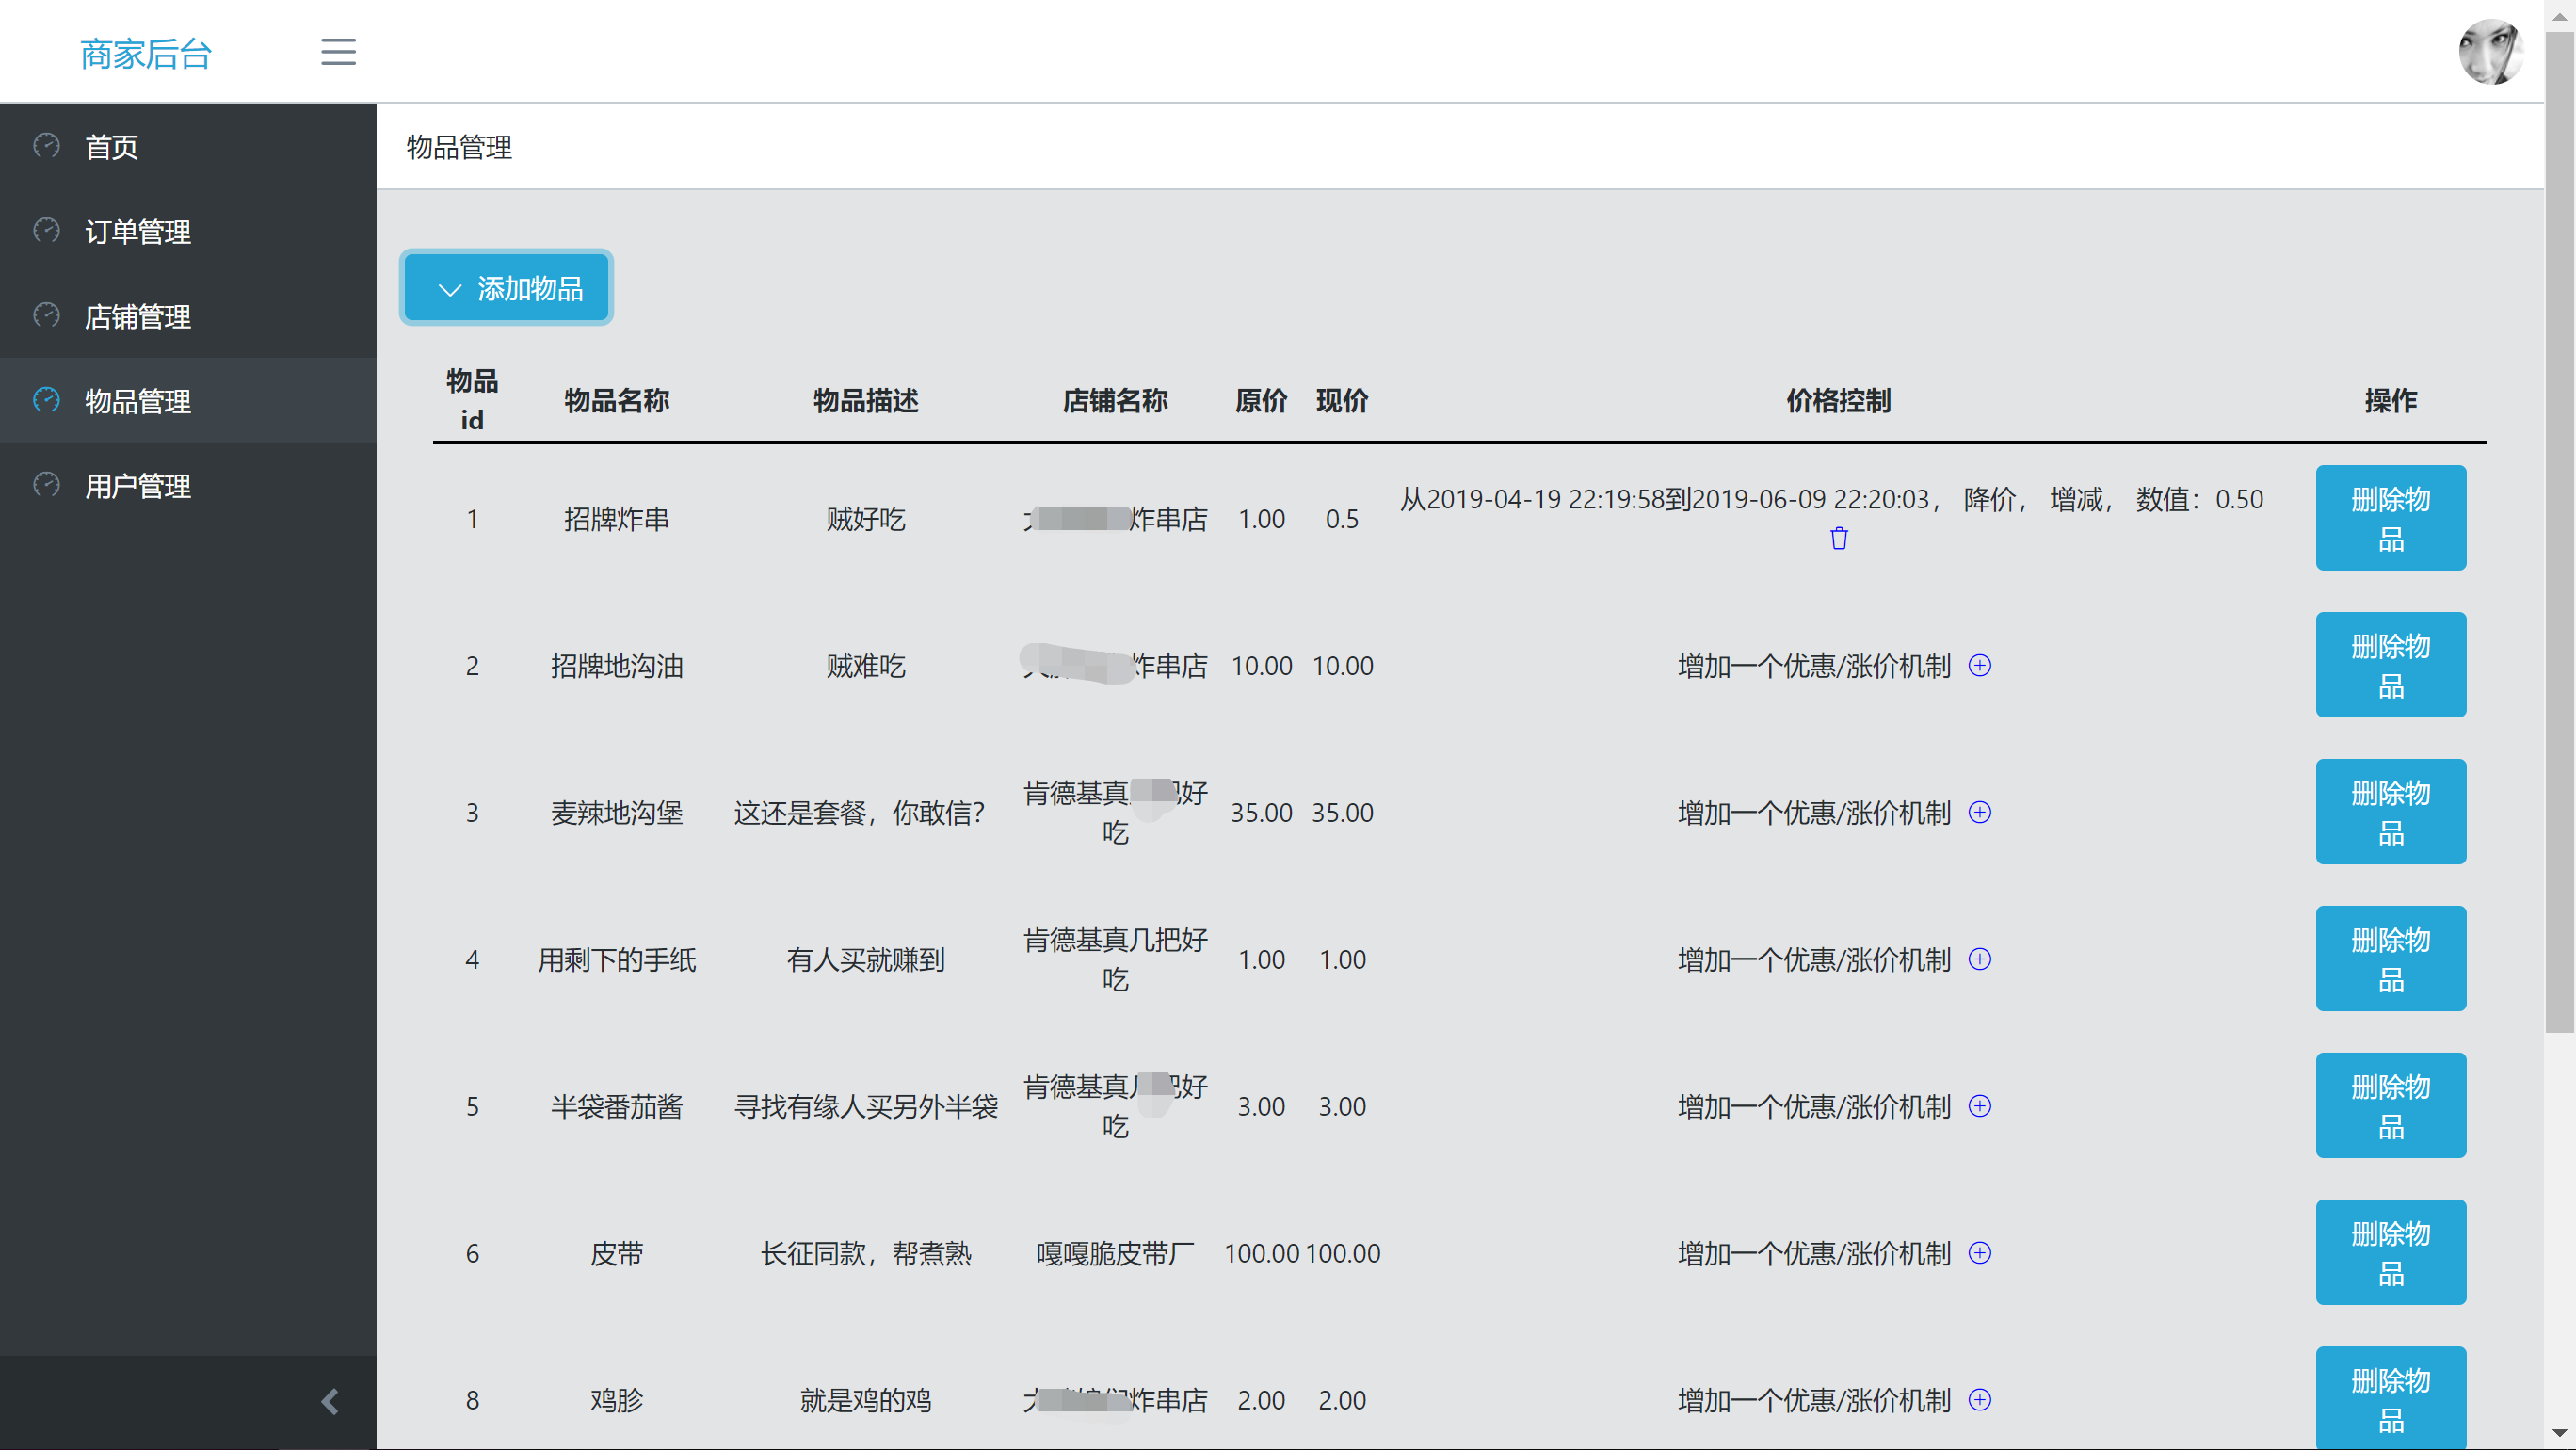 商家后台
首页
订单管理
店铺管理
物品管理
用户管理
物品管理
添加物品
物品id 物品名称 物品描述 店铺名称 原价 现价 价格控制 操作
1 招牌炸串 贼好吃 炸串店 1.00 0.5 从2019-04-19 22:19:58到2019-06-09 22:20:03， 降价， 增减， 数值：0.50 删除物品
2 招牌地沟油 贼难吃 炸串店 10.00 10.00 增加一个优惠/涨价机制 删除物品
3 麦辣地沟堡 这还是套餐，你敢信？ 肯德基真 好吃 35.00 35.00 增加一个优惠/涨价机制 删除物品
4 用剩下的手纸 有人买就赚到 肯德基真几把好吃 1.00 1.00 增加一个优惠/涨价机制 删除物品
5 半袋番茄酱 寻找有缘人买另外半袋 肯德基真 好吃 3.00 3.00 增加一个优惠/涨价机制 删除物品
6 皮带 长征同款，帮煮熟 嘎嘎脆皮带厂 100.00 100.00 增加一个优惠/涨价机制 删除物品
8 鸡胗 就是鸡的鸡 炸串店 2.00 2.00 增加一个优惠/涨价机制 删除物品